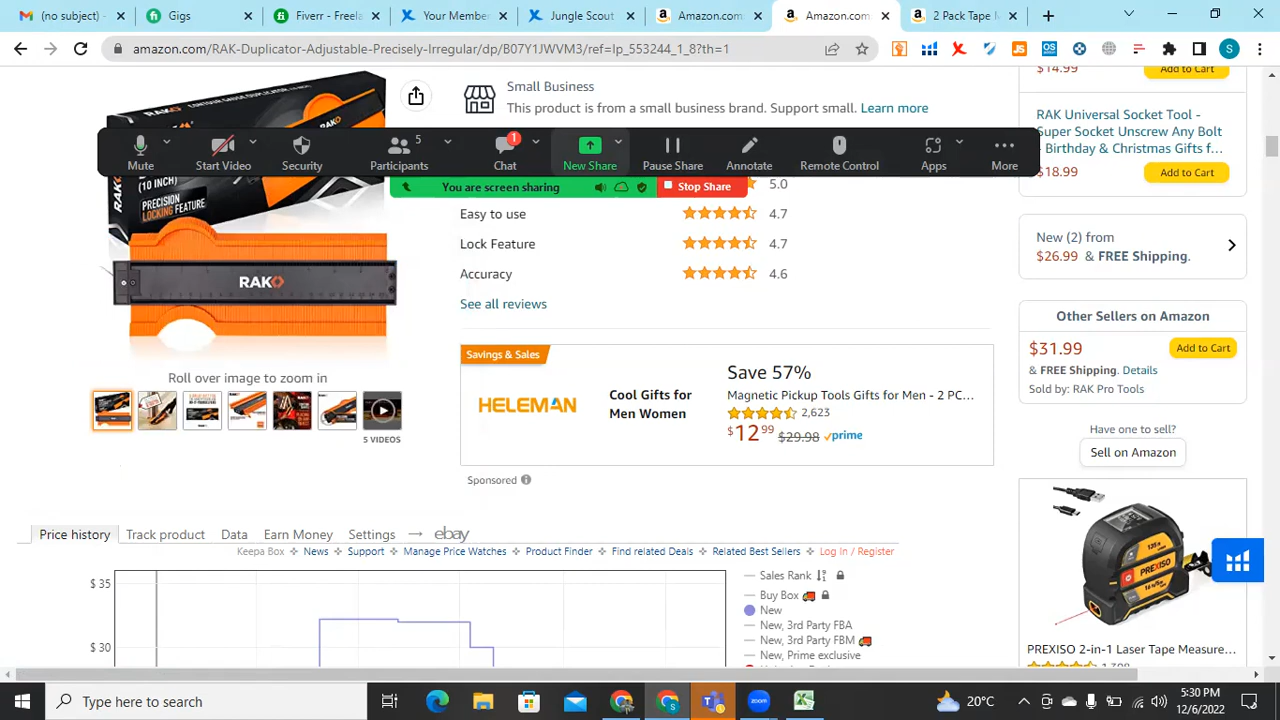 (no subject)
Gigs
Fiverr - Freela
Your Member
Jungle Scout
Amazon.com
Amazon.com
2 Pack Tape M
amazon.com/RAK-Duplicator-Adjustable-Precisely-Irregular/dp/B07Y1JWVM3/ref=lp_553244_1_8?th=1
JS
OS
S
Small Business
This product is from a small business brand. Support small. Learn more
$14.99
Add to Cart
RAK Universal Socket Tool -
Super Socket Unscrew Any Bolt
- Birthday & Christmas Gifts f...
$18.99
Add to Cart
Mute
Start Video
Security
5
Participants
1
Chat
New Share
Pause Share
Annotate
Remote Control
Apps
More
You are screen sharing
Stop Share
5.0
Easy to use
4.7
Lock Feature
4.7
Accuracy
4.6
See all reviews
(10 INCH)
PRECISION
LOCKING FEATURE
RAKO
New (2) from
$26.99 & FREE Shipping.
Other Sellers on Amazon
$31.99
Add to Cart
& FREE Shipping. Details
Sold by: RAK Pro Tools
Have one to sell?
Sell on Amazon
Savings & Sales
HELEMAN
Cool Gifts for
Men Women
Save 57%
Magnetic Pickup Tools Gifts for Men - 2 PC...
2,623
$12 99 $29.98 prime
Sponsored
Roll over image to zoom in
5 VIDEOS
Price history
Track product
Data
Earn Money
Settings
ebay
Keepa Box
News
Support
Manage Price Watches
Product Finder
Find related Deals
Related Best Sellers
Log In / Register
$ 35
$ 30
Sales Rank
Buy Box
New
New, 3rd Party FBA
New, 3rd Party FBM
New, Prime exclusive
PREXISO
PREXISO 2-in-1 Laser Tape Measure...
1,398
Type here to search
20°C
5:30 PM
12/6/2022